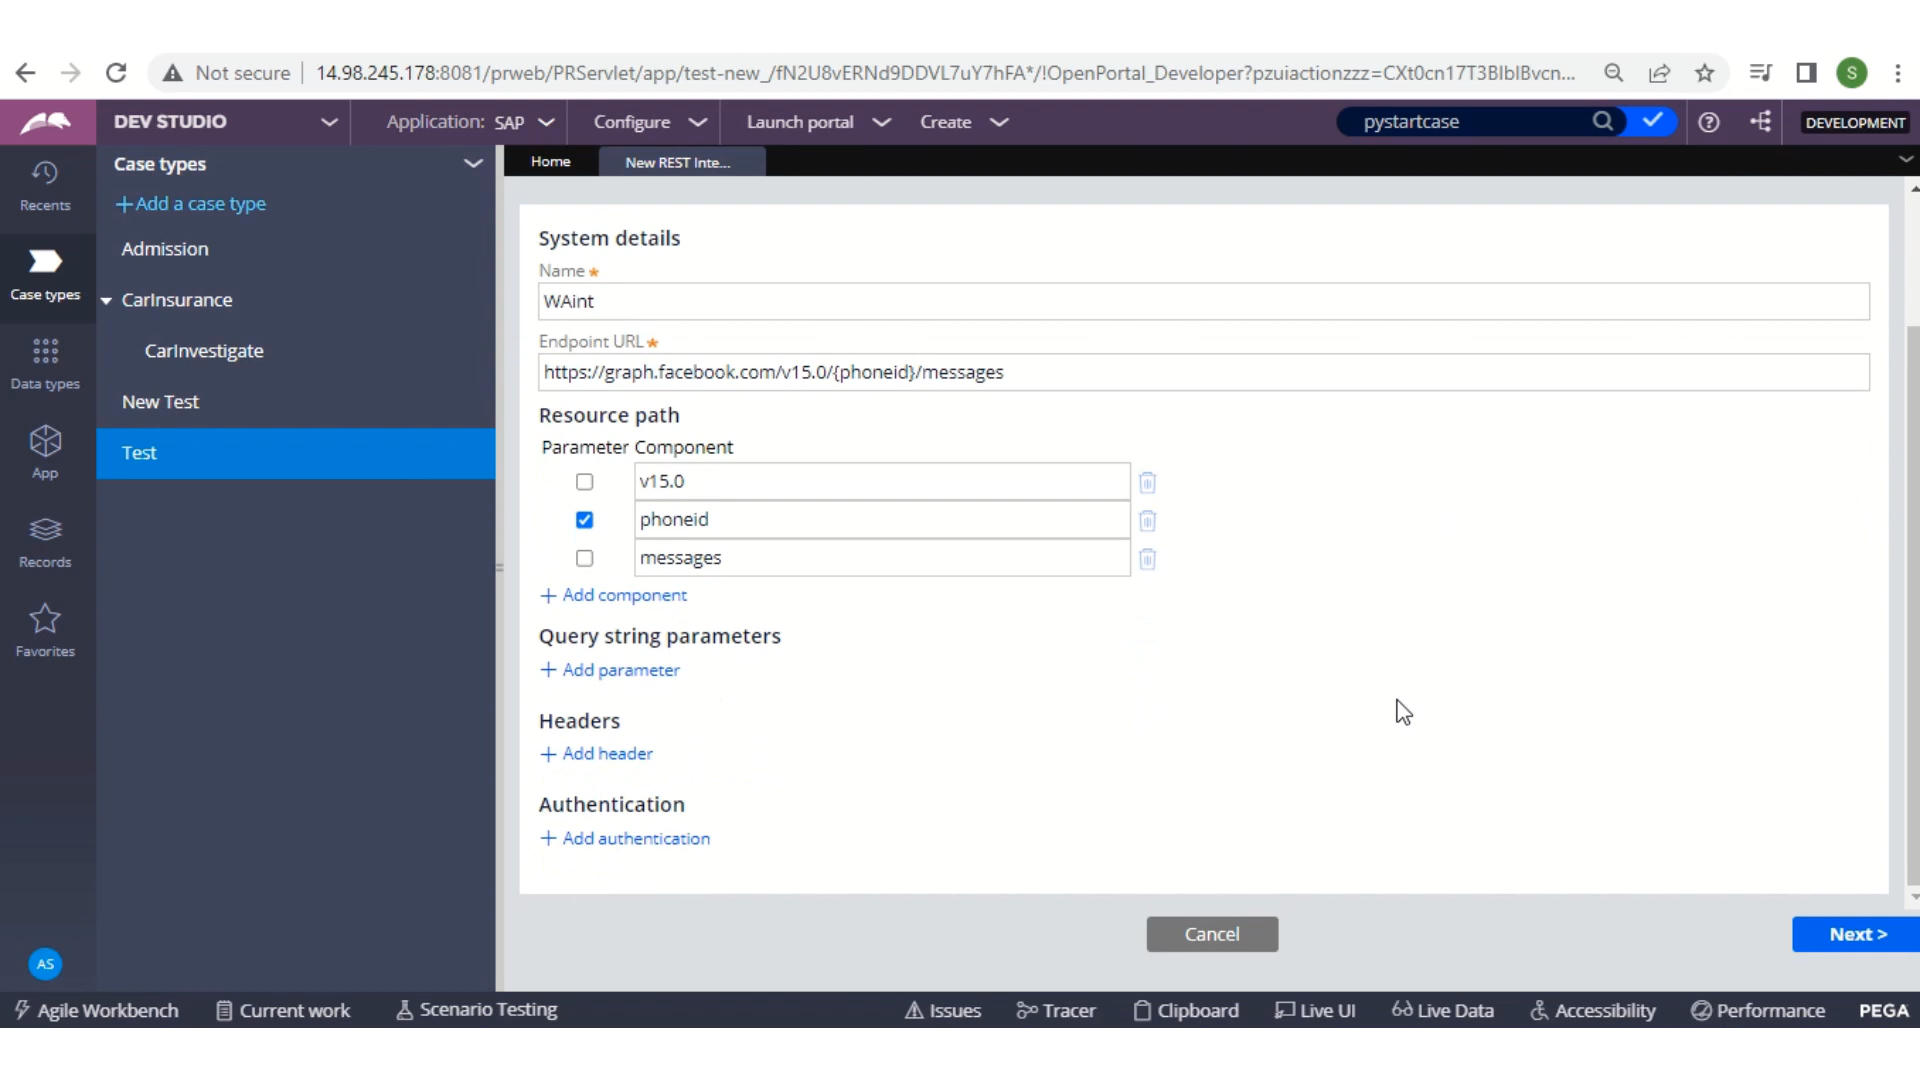 Not secure
14.98.245.178:8081/prweb/PRServlet/app/test-new_/fN2U8vERNd9DDVL7uY7hFA*/!OpenPortal_Developer?pzuiactionzzz=CXt0cn17T3BIblBvcn...
S
DEV STUDIO
Application: SAP
Configure
Launch portal
Create
pystartcase
DEVELOPMENT
Recents
Case types
Data types
App
Records
Favorites
AS
Case types
+Add a case type
Admission
CarInsurance
CarInvestigate
New Test
Test
Home
New REST Inte...
System details
Name ★
WAint
Endpoint URL ★
https://graph.facebook.com/v15.0/{phoneid}/messages
Resource path
Parameter Component
v15.0
phoneid
messages
+ Add component
Query string parameters
+ Add parameter
Headers
+ Add header
Authentication
+ Add authentication
Cancel
Next >
Agile Workbench
Current work
Scenario Testing
Issues
Tracer
Clipboard
Live UI
Live Data
Accessibility
Performance
PEGA